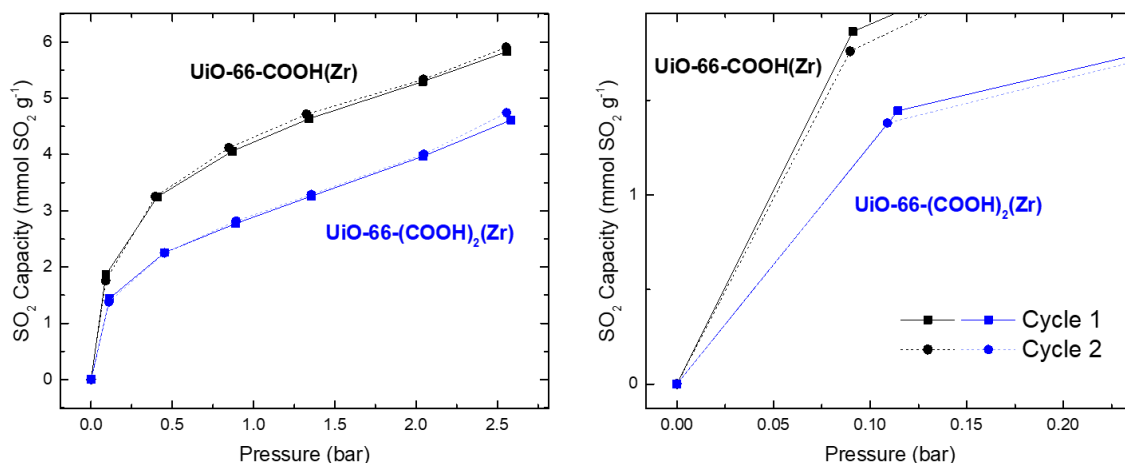 6
5
4
3
2
1
0
SO₂ Capacity (mmol SO₂ g⁻¹)
UiO-66-COOH(Zr)
UiO-66-(COOH)₂(Zr)
0.0 0.5 1.0 1.5 2.0 2.5
Pressure (bar)
1
0
SO₂ Capacity (mmol SO₂ g⁻¹)
UiO-66-COOH(Zr)
UiO-66-(COOH)₂(Zr)
Cycle 1
Cycle 2
0.00 0.05 0.10 0.15 0.20
Pressure (bar)